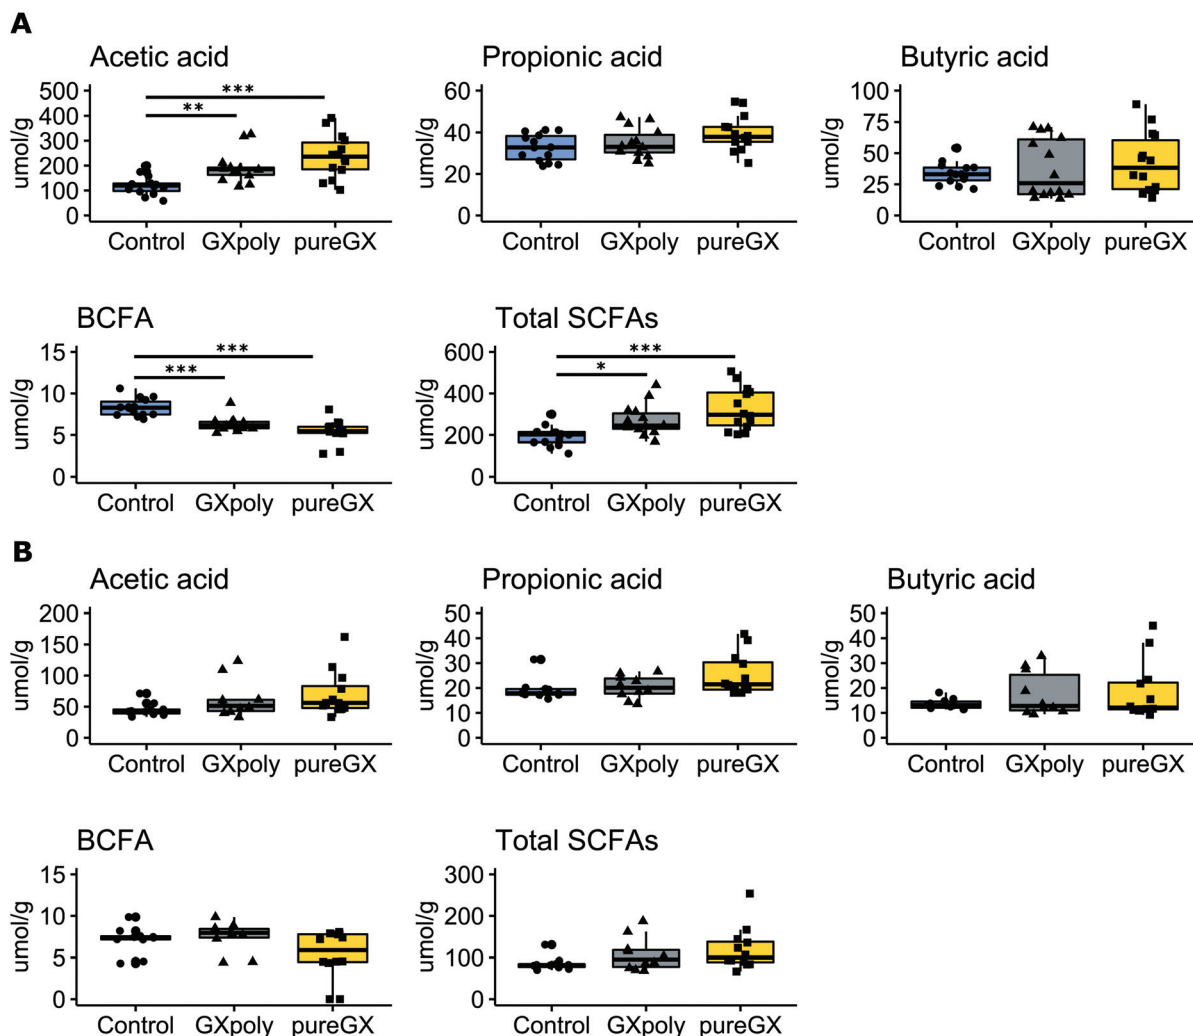 A
Acetic acid
umol/g
500
400
300
200
100
0
***
**
Control GXpoly pureGX
Propionic acid
umol/g
60
40
20
0
Control GXpoly pureGX
Butyric acid
umol/g
100
75
50
25
0
Control GXpoly pureGX
BCFA
umol/g
15
10
5
0
***
***
Control GXpoly pureGX
Total SCFAs
umol/g
600
400
200
0
***
*
Control GXpoly pureGX
B
Acetic acid
umol/g
200
150
100
50
0
Control GXpoly pureGX
Propionic acid
umol/g
50
40
30
20
10
0
Control GXpoly pureGX
Butyric acid
umol/g
50
40
30
20
10
0
Control GXpoly pureGX
BCFA
umol/g
15
10
5
0
Control GXpoly pureGX
Total SCFAs
umol/g
300
200
100
0
Control GXpoly pureGX